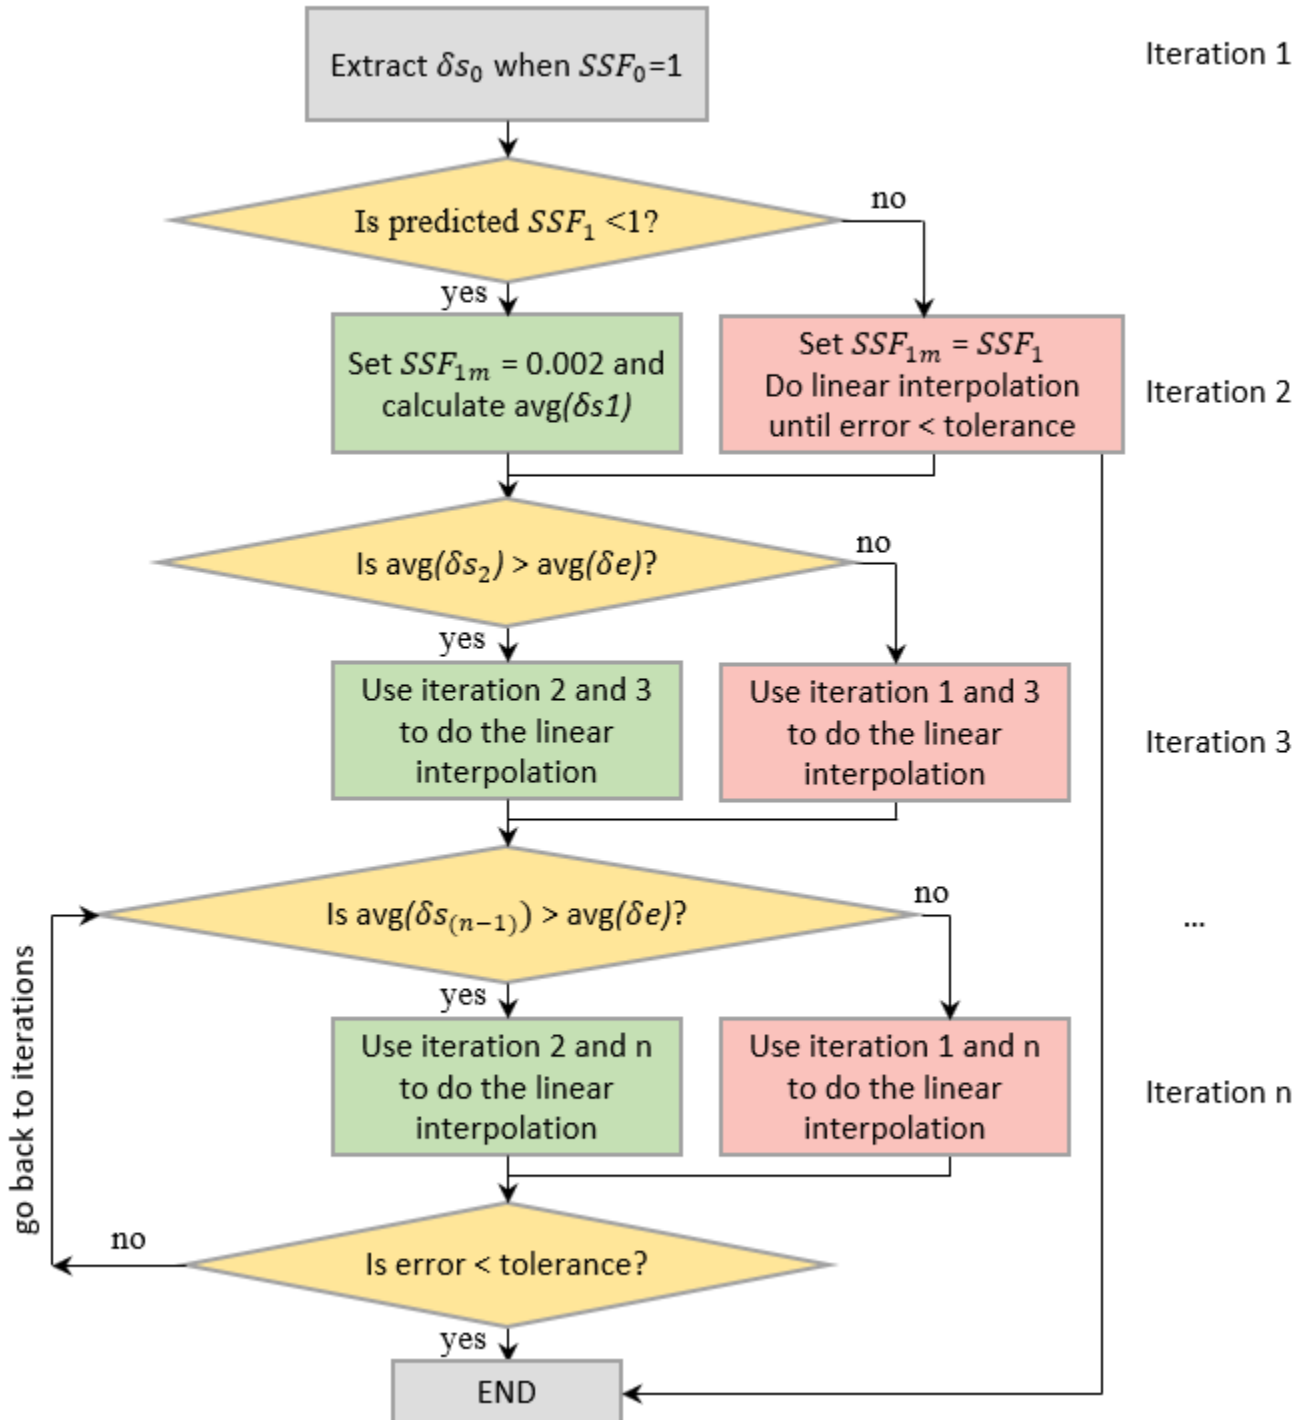 Extract δs₀ when SSF₀=1
Iteration 1
Is predicted SSF₁ <1?
no
yes
Set SSF₁ₘ = 0.002 and
calculate avg(δs1)
Set SSF₁ₘ = SSF₁
Do linear interpolation
until error < tolerance
Iteration 2
Is avg(δs₂) > avg(δe)?
no
yes
Use iteration 2 and 3
to do the linear
interpolation
Use iteration 1 and 3
to do the linear
interpolation
Iteration 3
Is avg(δs₍ₙ₋₁₎) > avg(δe)?
no
...
yes
go back to iterations
Use iteration 2 and n
to do the linear
interpolation
Use iteration 1 and n
to do the linear
interpolation
Iteration n
no
Is error < tolerance?
yes
END